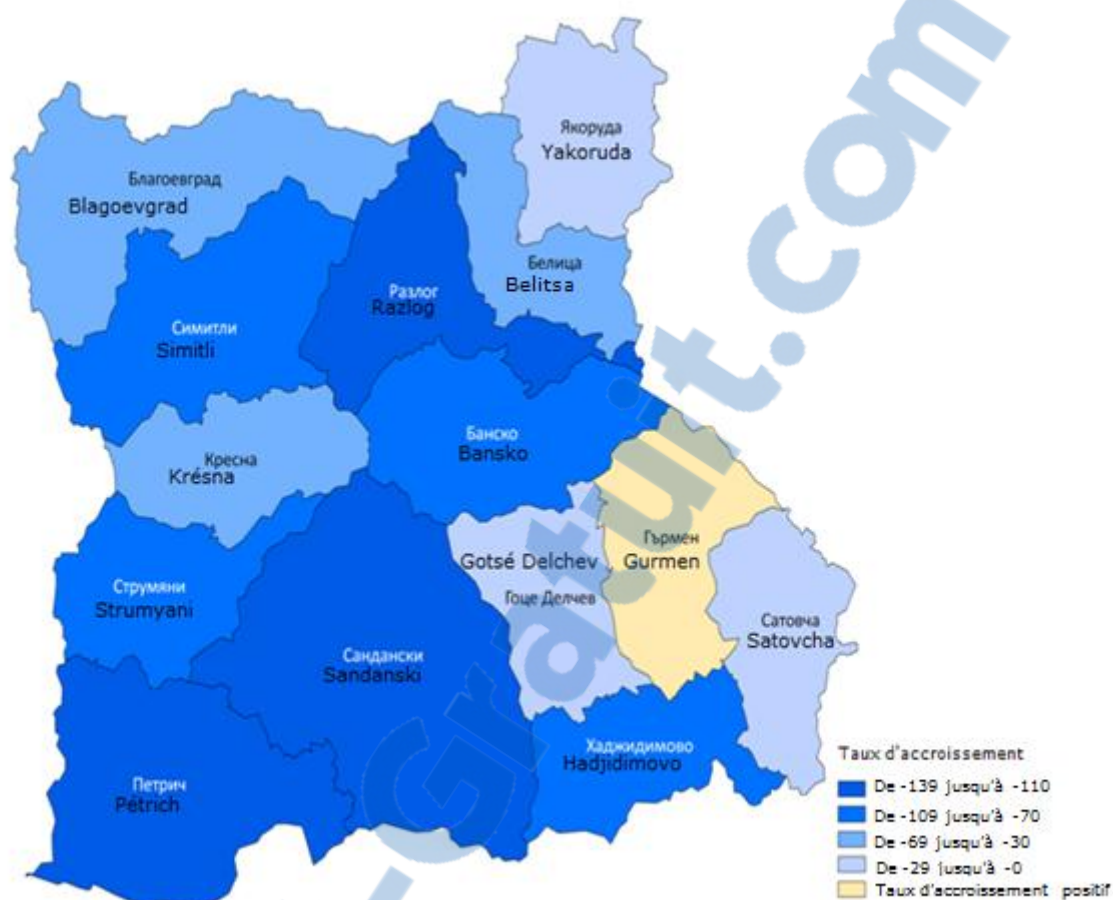 Якоруда
Yakoruda
Благоевград
Blagoevgrad
Белица
Belitsa
Разлог
Razlog
Симитли
Simitli
Банско
Bansko
Кресна
Krésna
Гърмен
Gurmen
Gotsé Delchev
Гоце Делчев
Струмяни
Strumyani
Сатовча
Satovcha
Сандански
Sandanski
Хаджидимово
Hadjidimovo
Петрич
Pétrich
Taux d'accroissement
De -139 jusqu'à -110
De -109 jusqu'à -70
De -69 jusqu'à -30
De -29 jusqu'à -0
Taux d'accroissement positif
-Gratuit.com